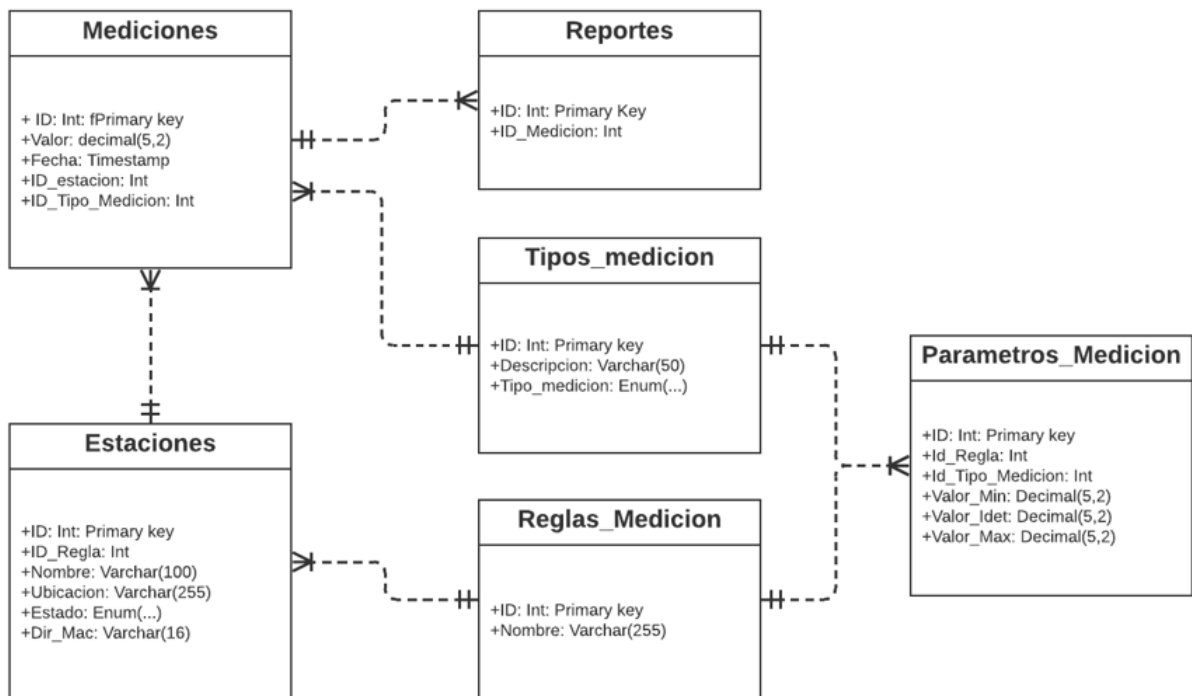 Mediciones
+ ID: Int: fPrimary key
+Valor: decimal(5,2)
+Fecha: Timestamp
+ID_estacion: Int
+ID_Tipo_Medicion: Int
Reportes
+ID: Int: Primary Key
+ID_Medicion: Int
Tipos_medicion
+ID: Int: Primary key
+Descripcion: Varchar(50)
+Tipo_medicion: Enum(...)
Parametros_Medicion
+ID: Int: Primary key
+Id_Regla: Int
+Id_Tipo_Medicion: Int
+Valor_Min: Decimal(5,2)
+Valor_Idet: Decimal(5,2)
+Valor_Max: Decimal(5,2)
Estaciones
+ID: Int: Primary key
+ID_Regla: Int
+Nombre: Varchar(100)
+Ubicacion: Varchar(255)
+Estado: Enum(...)
+Dir_Mac: Varchar(16)
Reglas_Medicion
+ID: Int: Primary key
+Nombre: Varchar(255)